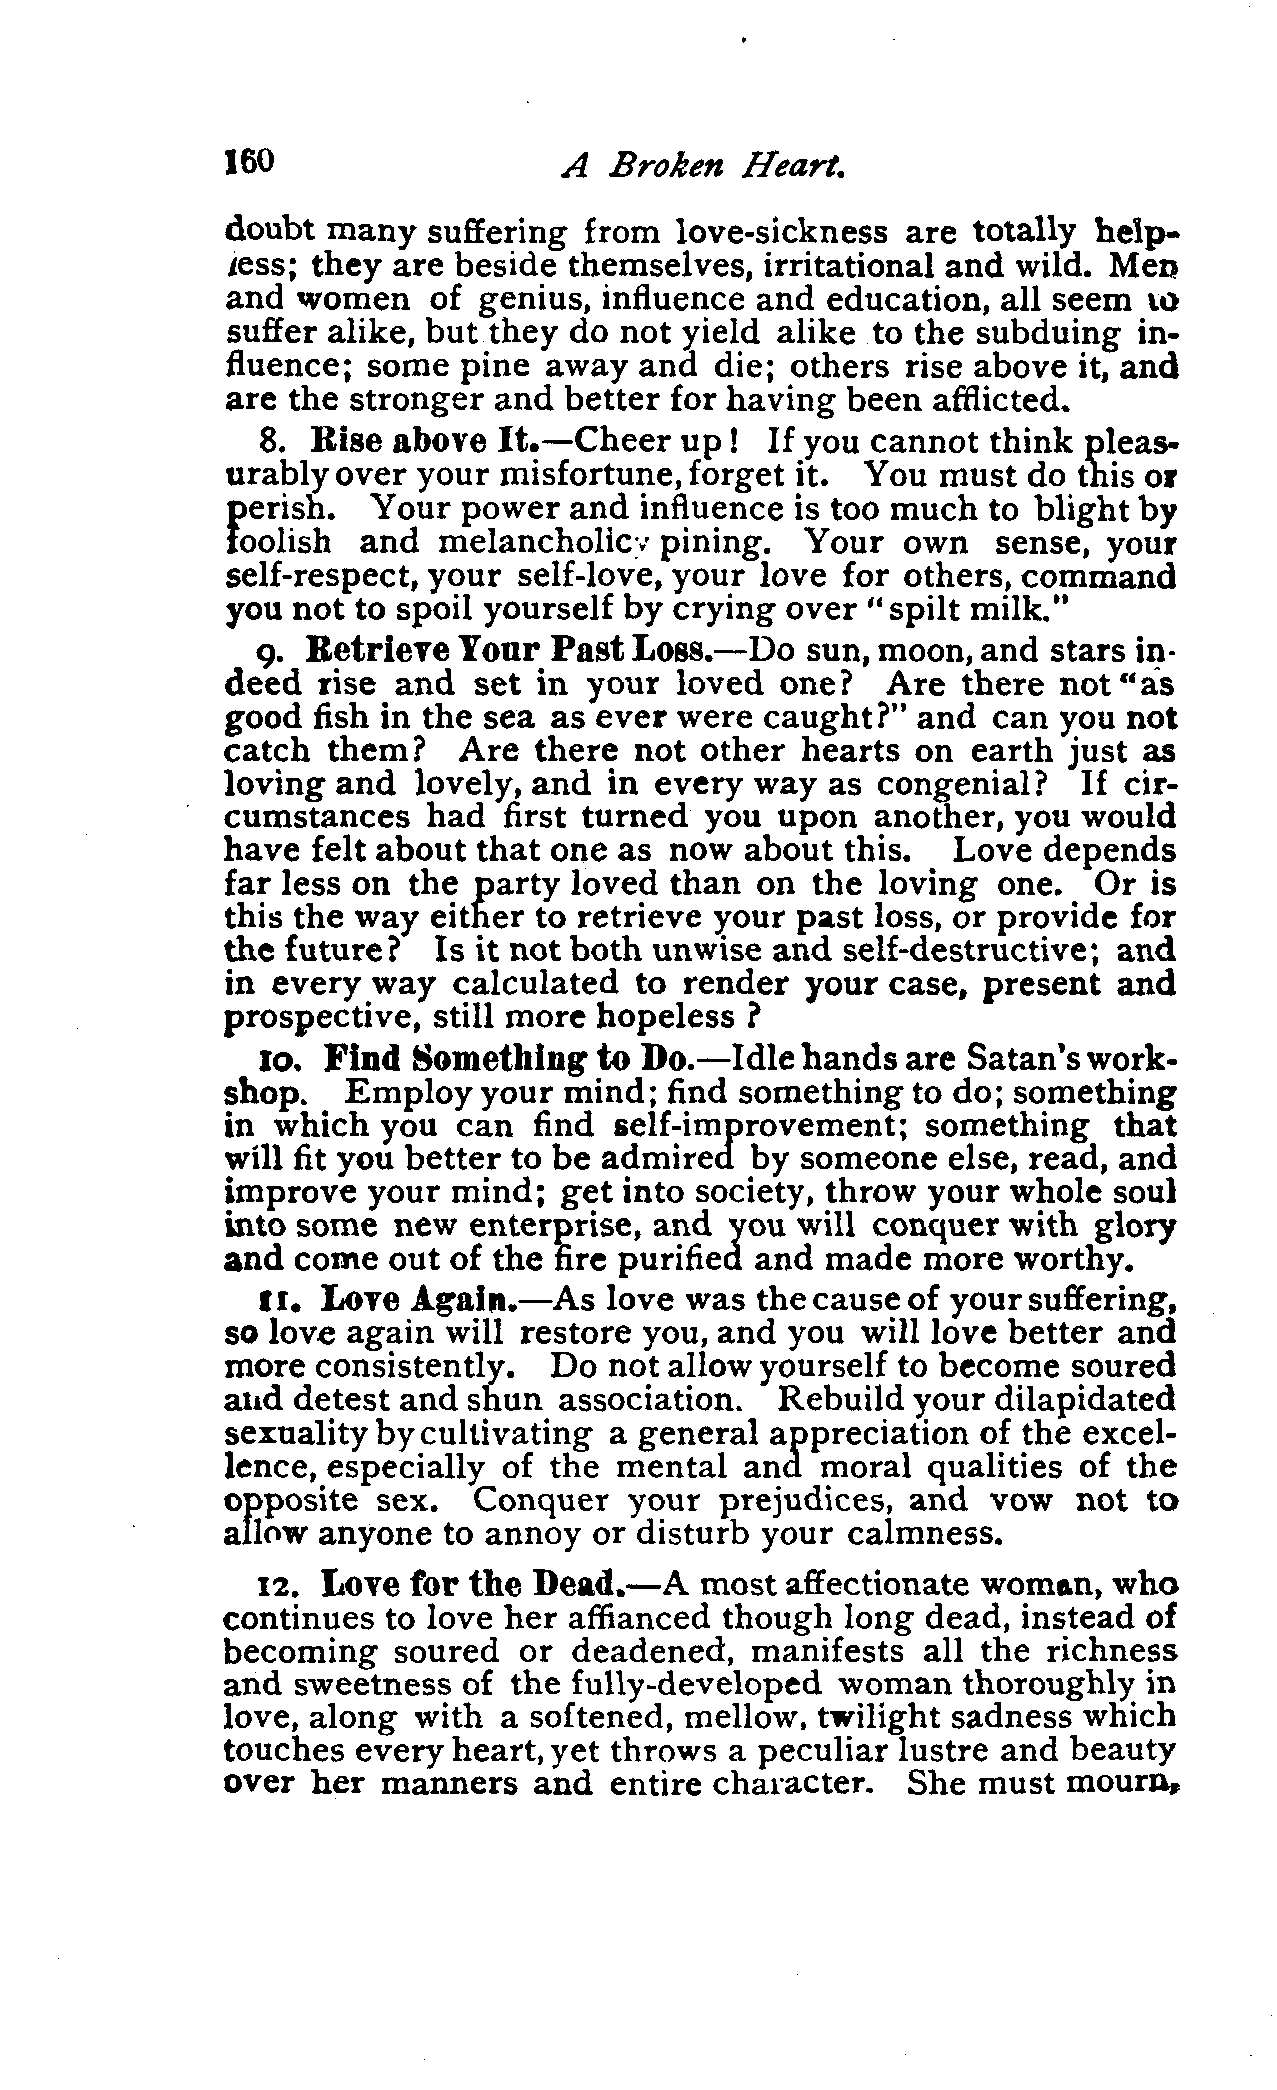 160 A Broken Heart.
doubt many suffering from love-sickness are totally help-
less; they are beside themselves, irritational and wild. Men
and women of genius, influence and education, all seem to
suffer alike, but they do not yield alike to the subduing in-
fluence; some pine away and die; others rise above it, and
are the stronger and better for having been afflicted.
8. Rise above It.—Cheer up! If you cannot think pleas-
urably over your misfortune, forget it. You must do this or
perish. Your power and influence is too much to blight by
foolish and melancholicy pining. Your own sense, your
self-respect, your self-love, your love for others, command
you not to spoil yourself by crying over "spilt milk."
9. Retrieve Your Past Loss.—Do sun, moon, and stars in-
deed rise and set in your loved one? Are there not "as
good fish in the sea as ever were caught?" and can you not
catch them? Are there not other hearts on earth just as
loving and lovely, and in every way as congenial? If cir-
cumstances had first turned you upon another, you would
have felt about that one as now about this. Love depends
far less on the party loved than on the loving one. Or is
this the way either to retrieve your past loss, or provide for
the future? Is it not both unwise and self-destructive; and
in every way calculated to render your case, present and
prospective, still more hopeless ?
10. Find Something to Do.—Idle hands are Satan's work-
shop. Employ your mind; find something to do; something
in which you can find self-improvement; something that
will fit you better to be admired by someone else, read, and
improve your mind; get into society, throw your whole soul
into some new enterprise, and you will conquer with glory
and come out of the fire purified and made more worthy.
11. Love Again.—As love was the cause of your suffering,
so love again will restore you, and you will love better and
more consistently. Do not allow yourself to become soured
and detest and shun association. Rebuild your dilapidated
sexuality by cultivating a general appreciation of the excel-
lence, especially of the mental and moral qualities of the
opposite sex. Conquer your prejudices, and vow not to
allow anyone to annoy or disturb your calmness.
12. Love for the Dead.—A most affectionate woman, who
continues to love her affianced though long dead, instead of
becoming soured or deadened, manifests all the richness
and sweetness of the fully-developed woman thoroughly in
love, along with a softened, mellow, twilight sadness which
touches every heart, yet throws a peculiar lustre and beauty
over her manners and entire character. She must mourn,